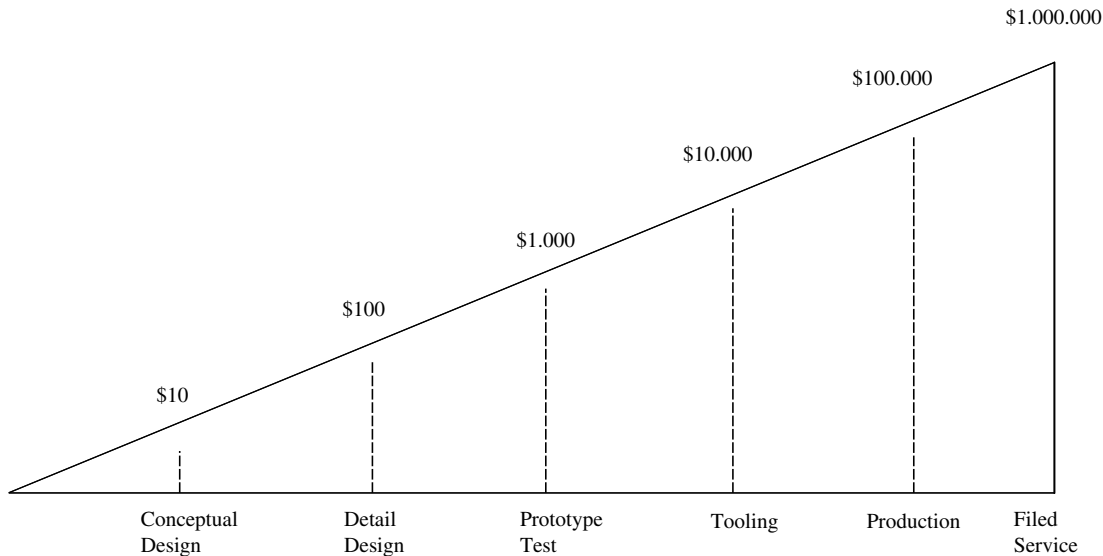 $1.000.000
$100.000
$10.000
$1.000
$100
$10
Conceptual
Design
Detail
Design
Prototype
Test
Tooling
Production
Filed
Service